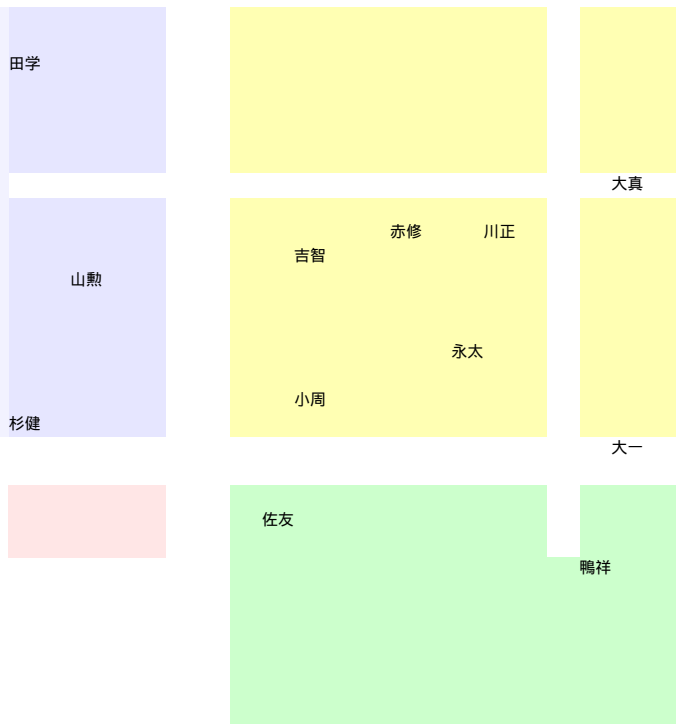 田学
大真
赤修
川正
吉智
山勲
永太
小周
杉健
大一
佐友
鴨祥